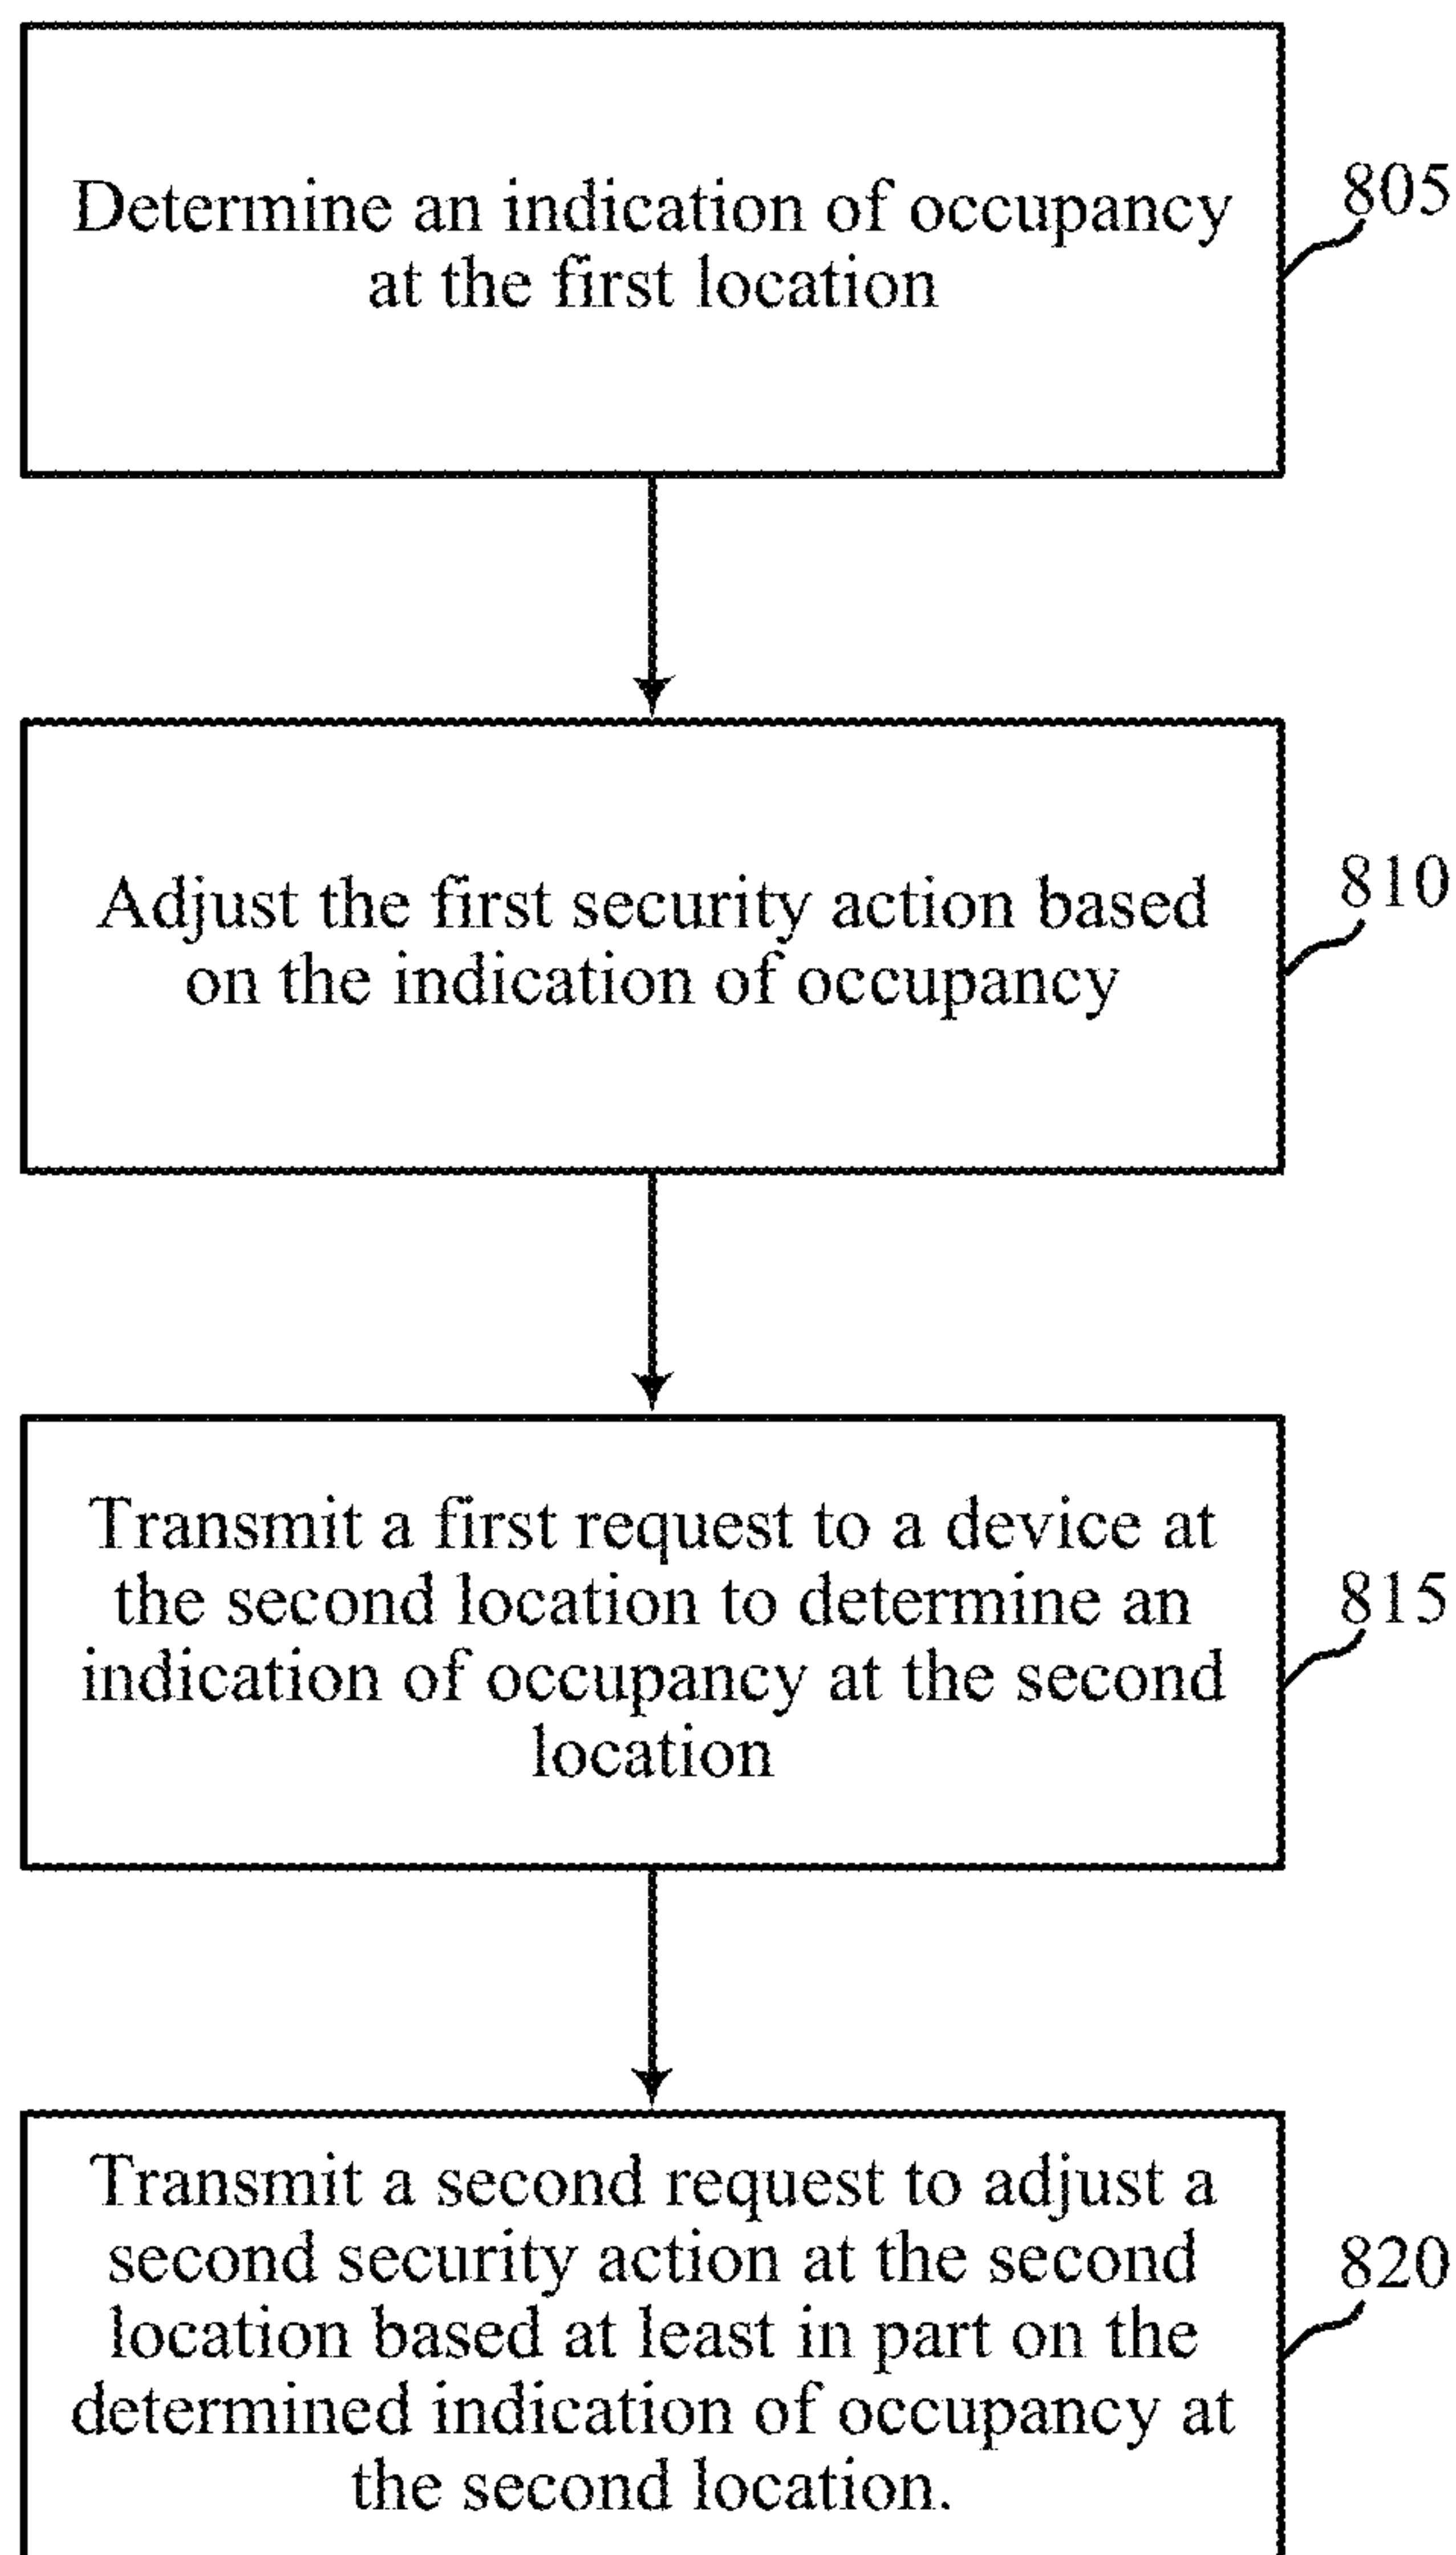 Determine an indication of occupancy
at the first location
805
Adjust the first security action based
on the indication of occupancy
810
Transmit a first request to a device at
the second location to determine an
indication of occupancy at the second
location
815
Transmit a second request to adjust a
second security action at the second
location based at least in part on the
determined indication of occupancy at
the second location.
820